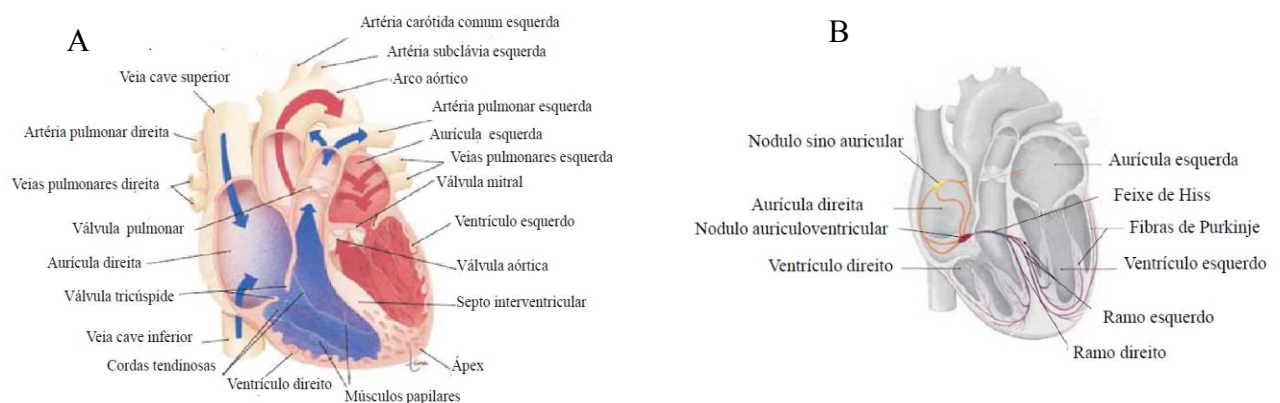 A
Artéria carótida comum esquerda
Artéria subclávia esquerda
Veia cave superior
Arco aórtico
Artéria pulmonar esquerda
Artéria pulmonar direita
Aurícula esquerda
Veias pulmonares esquerda
Veias pulmonares direita
Válvula mitral
Válvula pulmonar
Ventrículo esquerdo
Aurícula direita
Válvula aórtica
Válvula tricúspide
Septo interventricular
Veia cave inferior
Cordas tendinosas
Ápex
Ventrículo direito
Músculos papilares
B
Nodulo sino auricular
Aurícula esquerda
Feixe de Hiss
Aurícula direita
Nodulo auriculoventricular
Fibras de Purkinje
Ventrículo direito
Ventrículo esquerdo
Ramo esquerdo
Ramo direito